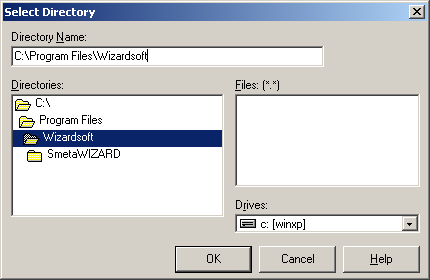 Select Directory
Directory Name:
C:\Program Files\Wizardsoft
Directories:
Files: (*.*)
C:\
Program Files
Wizardsoft
SmetaWIZARD
Drives:
c: [winxp]
OK
Cancel
Help